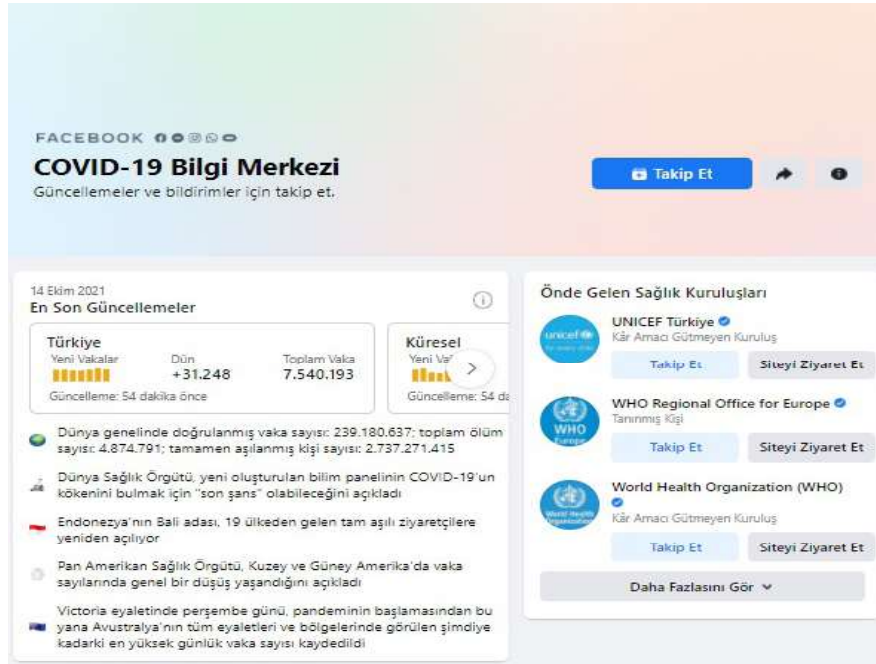 FACEBOOK
COVID-19 Bilgi Merkezi
Güncellemeler ve bildirimler için takip et.
Takip Et
14 Ekim 2021
En Son Güncellemeler
Türkiye
Yeni Vakalar Dün Toplam Vaka
+31.248 7.540.193
Güncelleme: 54 dakika önce
Küresel
Yeni
Güncelleme: 54
Dünya genelinde doğrulanmış vaka sayısı: 239.180.637; toplam ölüm
sayısı: 4.874.791; tamamen aşılanmış kişi sayısı: 2.737.271.415
Dünya Sağlık Örgütü, yeni oluşturulan bilim panelinin COVID-19'un
kökenini bulmak için "son şans" olabileceğini açıkladı
Endonezya'nın Bali adası, 19 ülkeden gelen tam aşılı ziyaretçilere
yeniden açılıyor
Pan Amerikan Sağlık Örgütü, Kuzey ve Güney Amerika'da vaka
sayılarında genel bir düşüş yaşandığını açıkladı
Victoria eyaletinde perşembe günü, pandeminin başlamasından bu
yana Avustralya'nın tüm eyaletleri ve bölgelerinde görülen şimdiye
kadarki en yüksek günlük vaka sayısı kaydedildi
Önde Gelen Sağlık Kuruluşları
unicef
UNICEF Türkiye
Kâr Amacı Gütmeyen Kuruluş
Takip Et Siteyi Ziyaret Et
WHO
Europe
WHO Regional Office for Europe
Tanınmış Kişi
Takip Et Siteyi Ziyaret Et
World Health
Organization
World Health Organization (WHO)
Kâr Amacı Gütmeyen Kuruluş
Takip Et Siteyi Ziyaret Et
Daha Fazlasını Gör